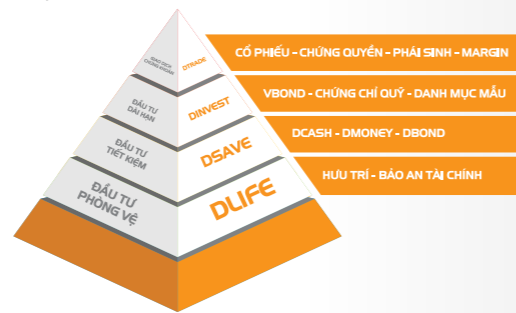 GIAO DỊCH
CHỨNG KHOÁN
DTRADE
CỔ PHIẾU - CHỨNG QUYỀN - PHÁI SINH - MARGIN
ĐẦU TƯ
DÀI HẠN
DINVEST
VBOND - CHỨNG CHỈ QUỸ - DANH MỤC MẪU
ĐẦU TƯ
TIẾT KIỆM
DSAVE
DCASH - DMONEY - DBOND
ĐẦU TƯ
PHÒNG VỆ
DLIFE
HƯU TRÍ - BẢO AN TÀI CHÍNH